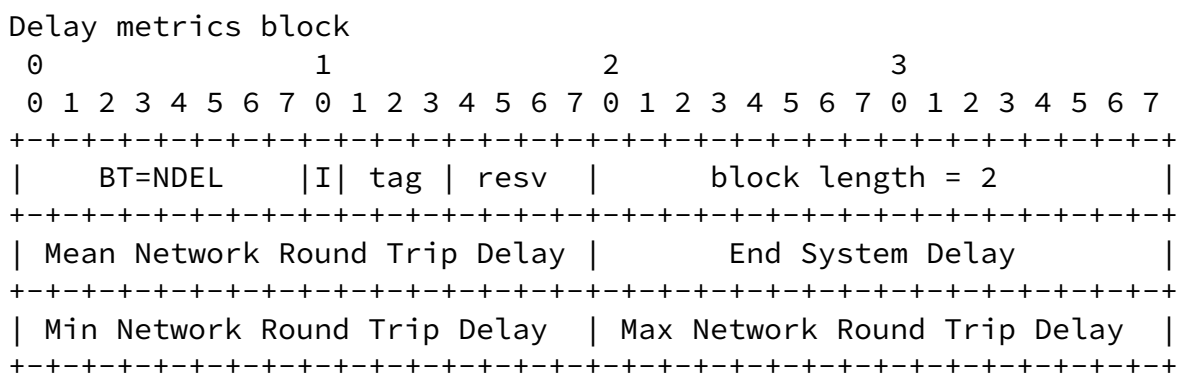 Delay metrics block
 0               1               2               3
 0 1 2 3 4 5 6 7 0 1 2 3 4 5 6 7 0 1 2 3 4 5 6 7 0 1 2 3 4 5 6 7
+-+-+-+-+-+-+-+-+-+-+-+-+-+-+-+-+-+-+-+-+-+-+-+-+-+-+-+-+-+-+-+-+
|    BT=NDEL    |I| tag | resv  |      block length = 2         |
+-+-+-+-+-+-+-+-+-+-+-+-+-+-+-+-+-+-+-+-+-+-+-+-+-+-+-+-+-+-+-+-+
| Mean Network Round Trip Delay |       End System Delay        |
+-+-+-+-+-+-+-+-+-+-+-+-+-+-+-+-+-+-+-+-+-+-+-+-+-+-+-+-+-+-+-+-+
| Min Network Round Trip Delay  | Max Network Round Trip Delay  |
+-+-+-+-+-+-+-+-+-+-+-+-+-+-+-+-+-+-+-+-+-+-+-+-+-+-+-+-+-+-+-+-+